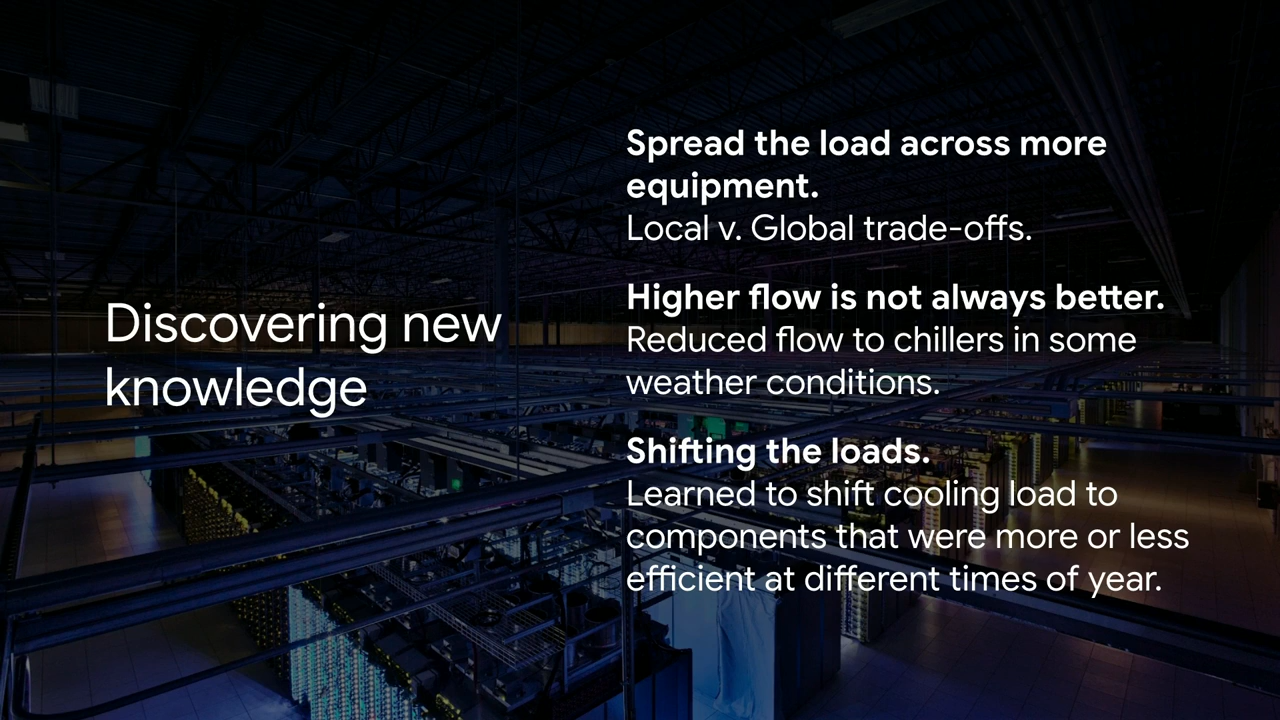 Discovering new
knowledge
Spread the load across more
equipment.
Local v. Global trade-offs.
Higher flow is not always better.
Reduced flow to chillers in some
weather conditions.
Shifting the loads.
Learned to shift cooling load to
components that were more or less
efficient at different times of year.